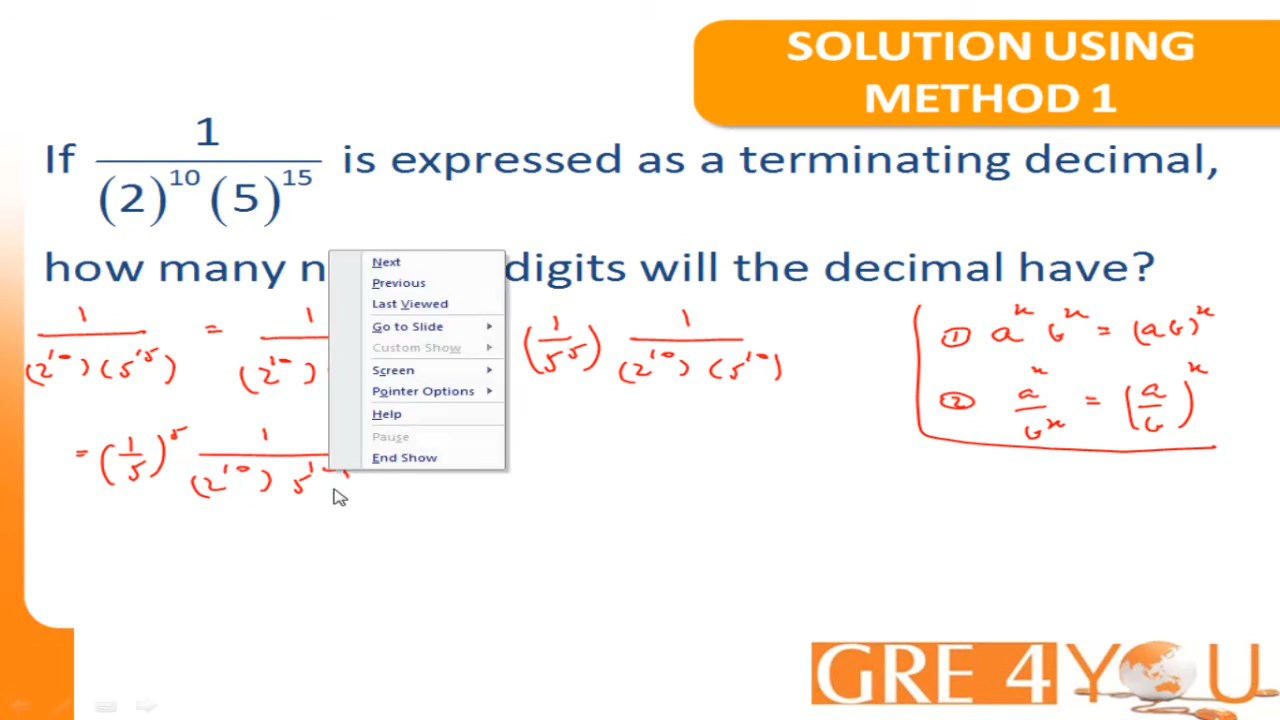 SOLUTION USING
METHOD 1
If 1/(2)^10 (5)^15 is expressed as a terminating decimal,
how many n digits will the decimal have?
Next
Previous
Last Viewed
Go to Slide
Custom Show
Screen
Pointer Options
Help
Pause
End Show
1/(2^10)(5^15) = 1/(2^10)( (1/5^5) 1/(2^10)(5^10)
= (1/5)^5 1/(2^10) 5^1
① a^x b^x = (ab)^x
② a^x/b^x = (a/b)^x
GRE 4 YOU